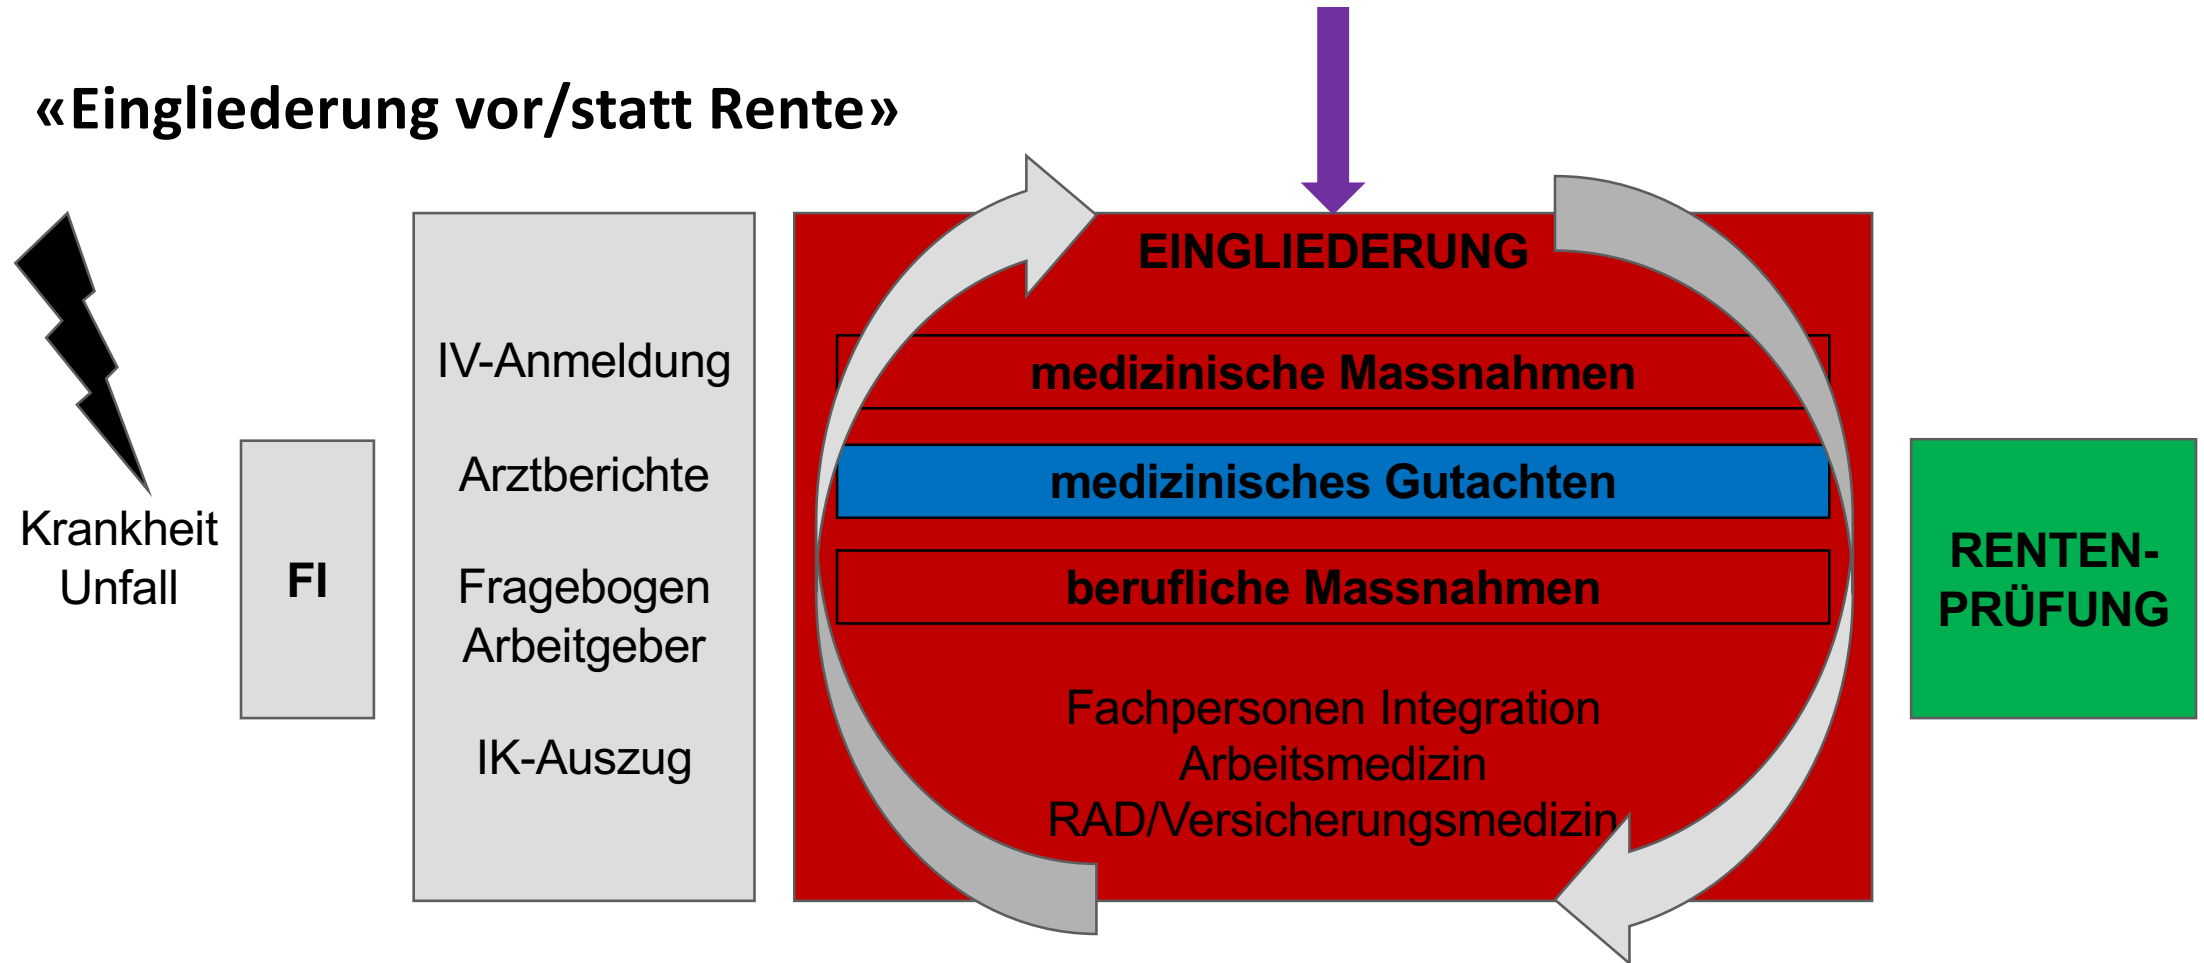 «Eingliederung vor/statt Rente»
Krankheit
Unfall
FI
IV-Anmeldung
Arztberichte
Fragebogen
Arbeitgeber
IK-Auszug
EINGLIEDERUNG
medizinische Massnahmen
medizinisches Gutachten
berufliche Massnahmen
Fachpersonen Integration
Arbeitsmedizin
RAD/Versicherungsmedizin
RENTEN-
PRÜFUNG